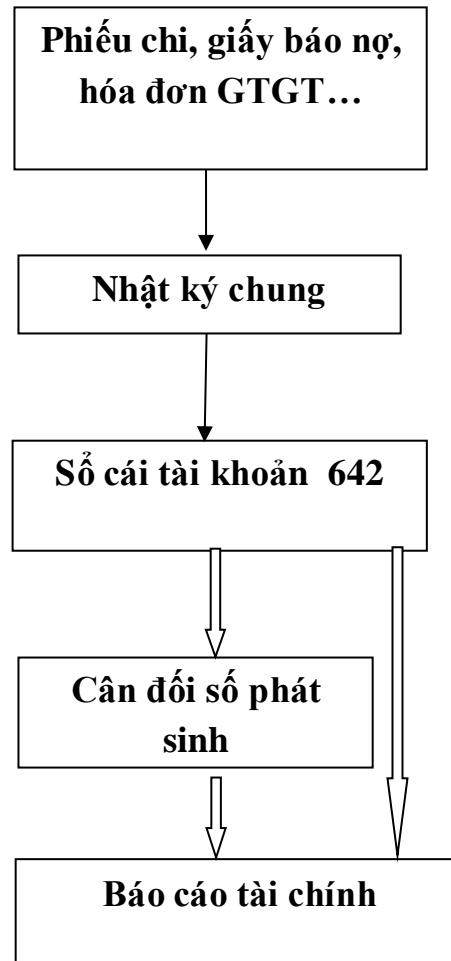 Phiếu chi, giấy báo nợ,
hóa đơn GTGT…
Nhật ký chung
Sổ cái tài khoản 642
Cân đối số phát
sinh
Báo cáo tài chính